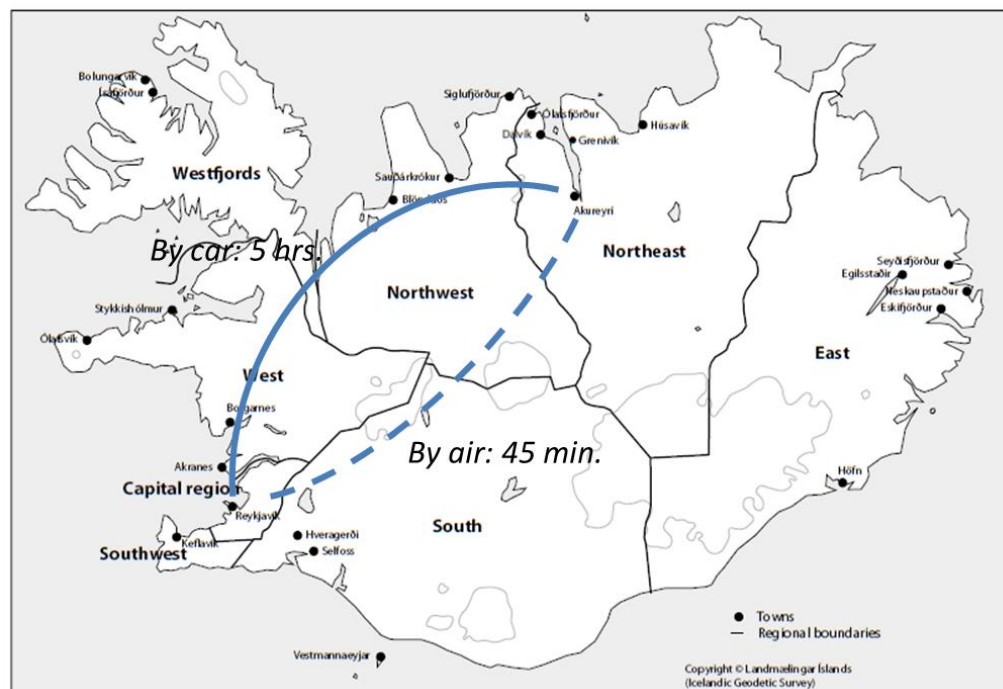 Bolungarvík
Ísafjörður
Siglufjörður
Ólafsfjörður
Dalvík
Grenivík
Húsavík
Westfjords
Sauðárkrókur
Blönduós
Akureyri
By car: 5 hrs.
Northeast
Seyðisfjörður
Egilsstaðir
Neskaupstaður
Eskifjörður
Northwest
Stykkishólmur
Ólafsvík
East
West
Borgarnes
By air: 45 min.
Akranes
Capital region
Höfn
Reykjavík
South
Hveragerði
Keflavík
Southwest
Selfoss
Towns
Regional boundaries
Vestmannaeyjar
Copyright © Landmælingar Íslands
(Icelandic Geodetic Survey)